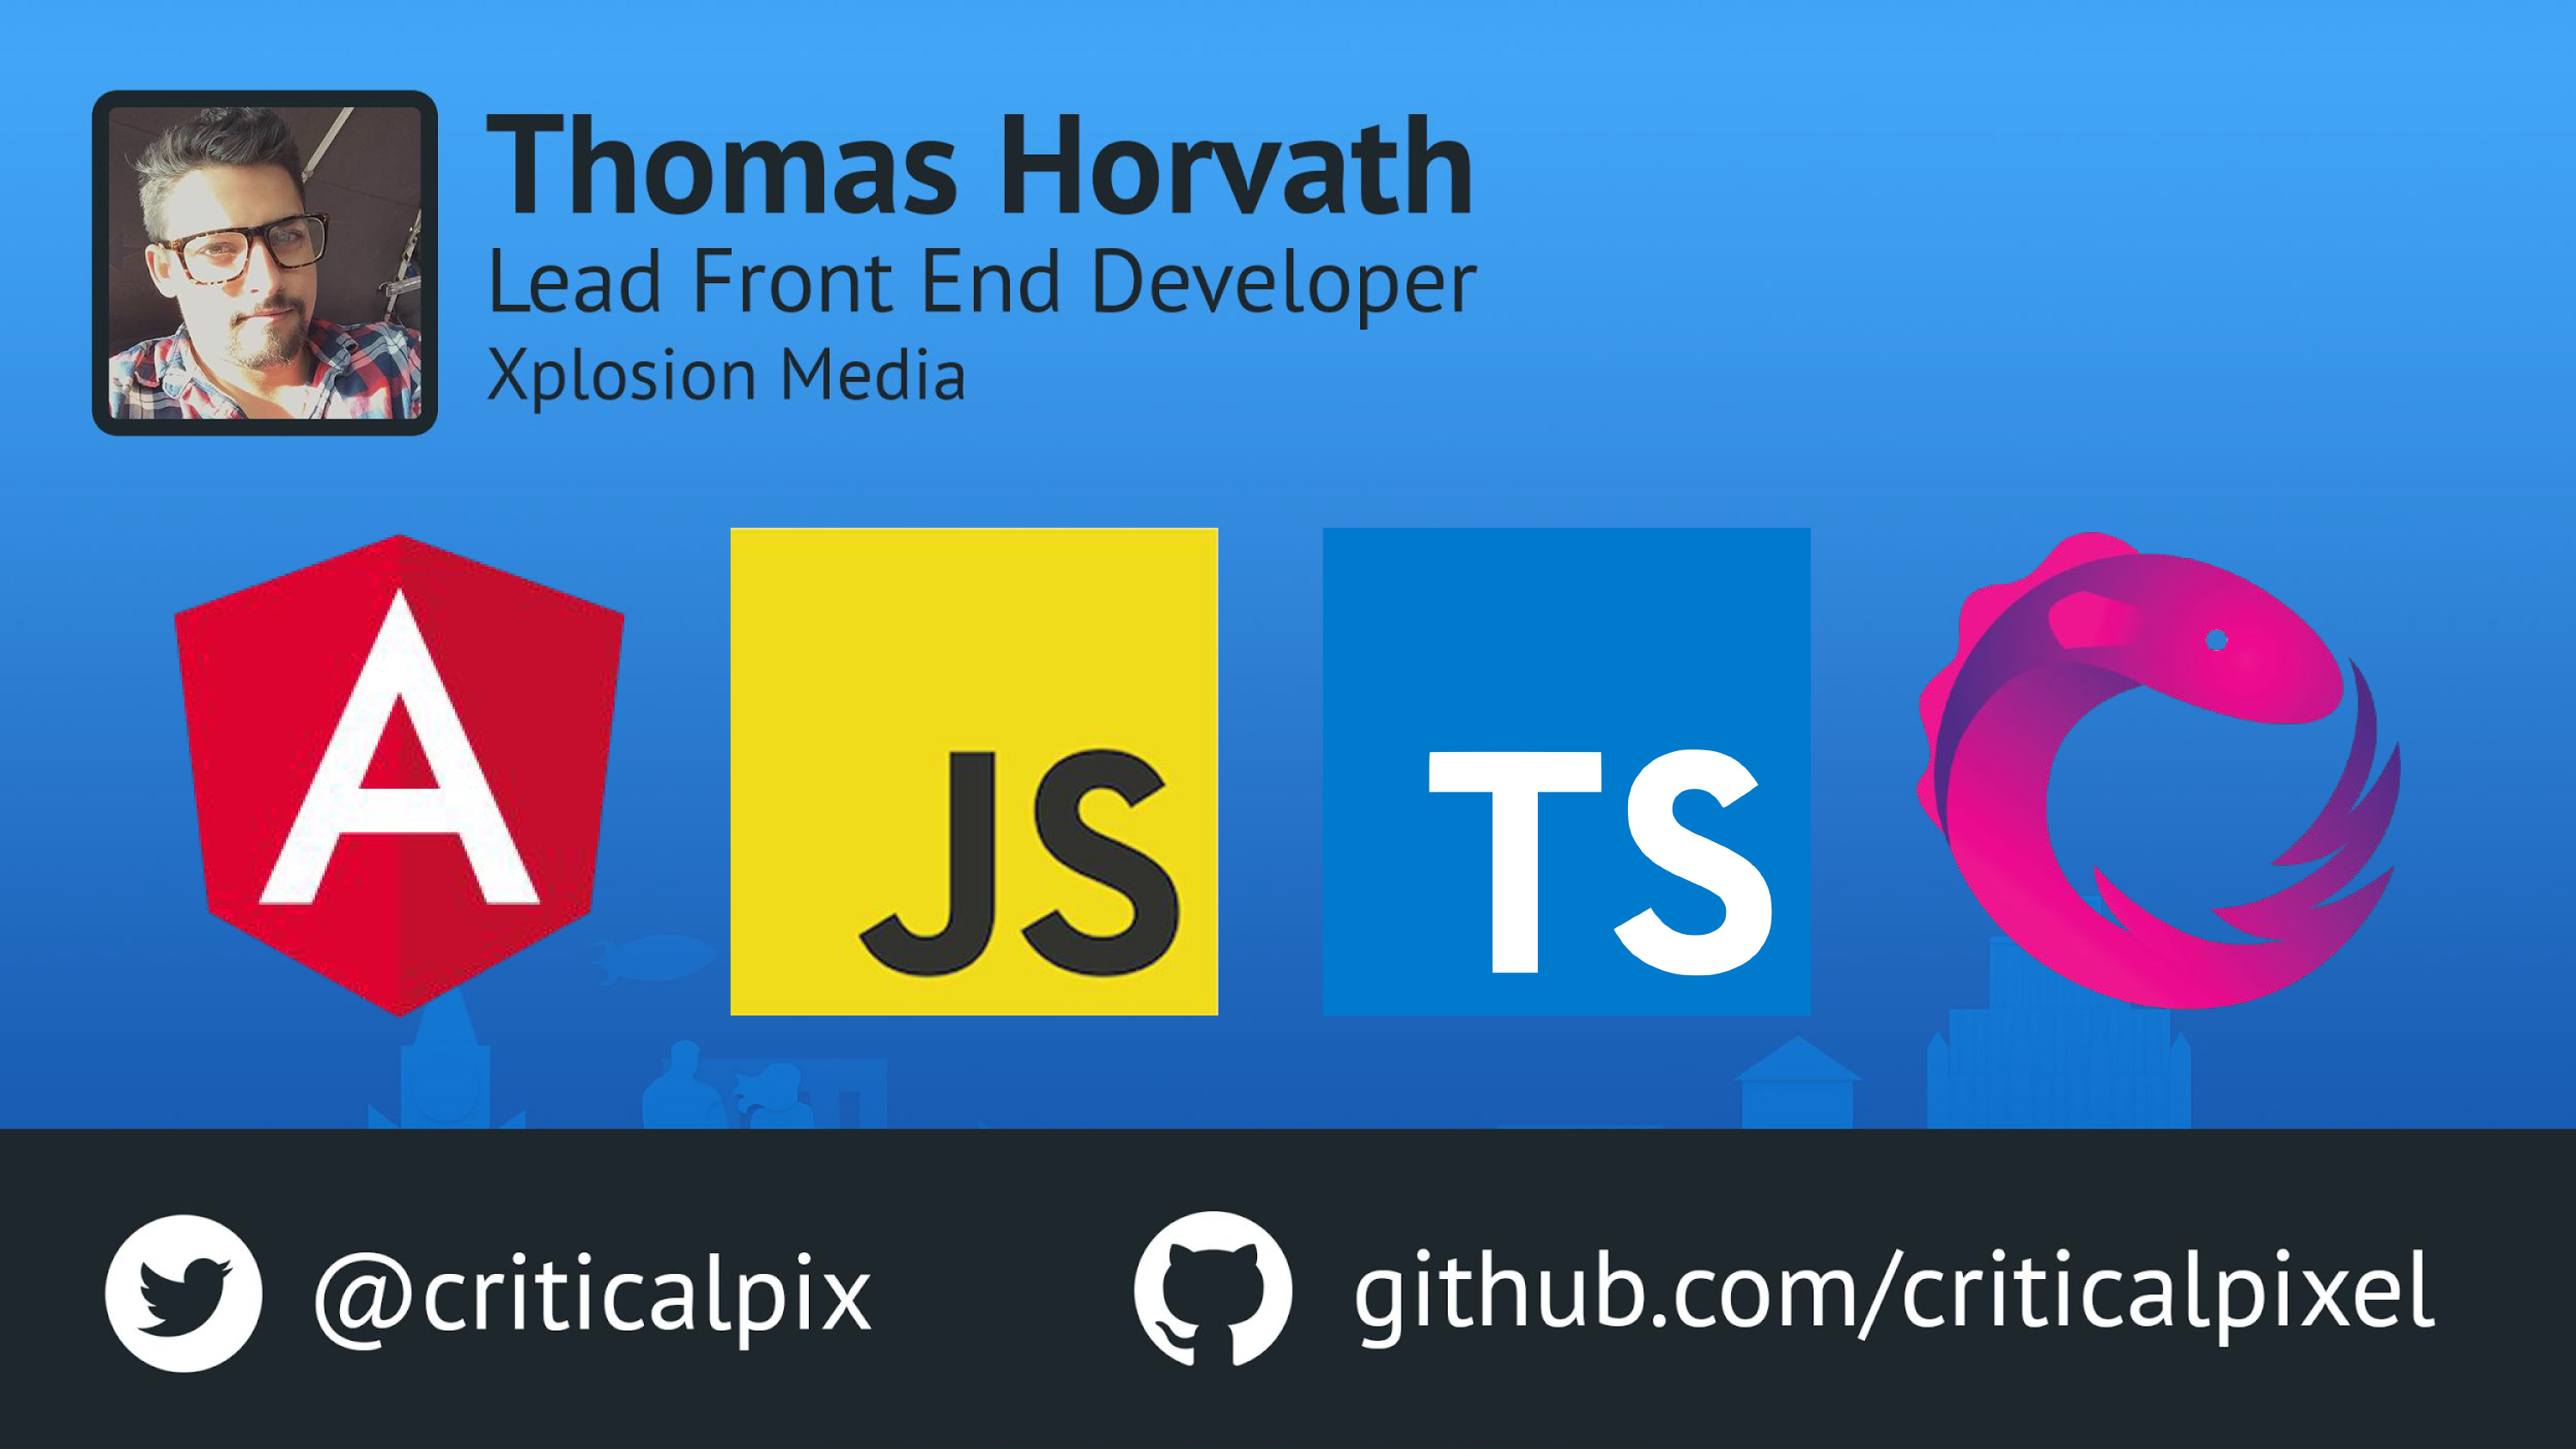 Thomas Horvath
Lead Front End Developer
Xplosion Media
A
JS
TS
@criticalpix
github.com/criticalpixel